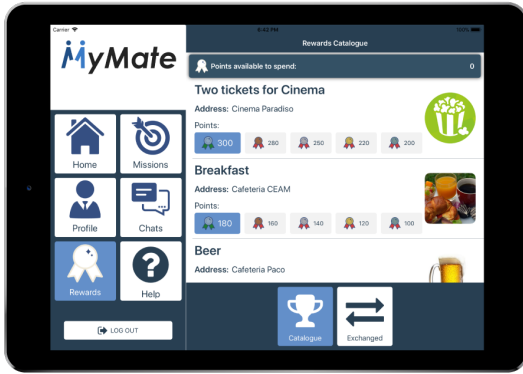 Carrier
8:42 PM
100%
MyMate
Rewards Catalogue
Points available to spend:
0
Home
Missions
Profile
Chats
Rewards
Help
LOG OUT
Two tickets for Cinema
Address: Cinema Paradiso
Points:
300 280 250 220 200
Breakfast
Address: Cafeteria CEAM
Points:
180 160 140 120 100
Beer
Address: Cafeteria Paco
Catalogue
Exchanged